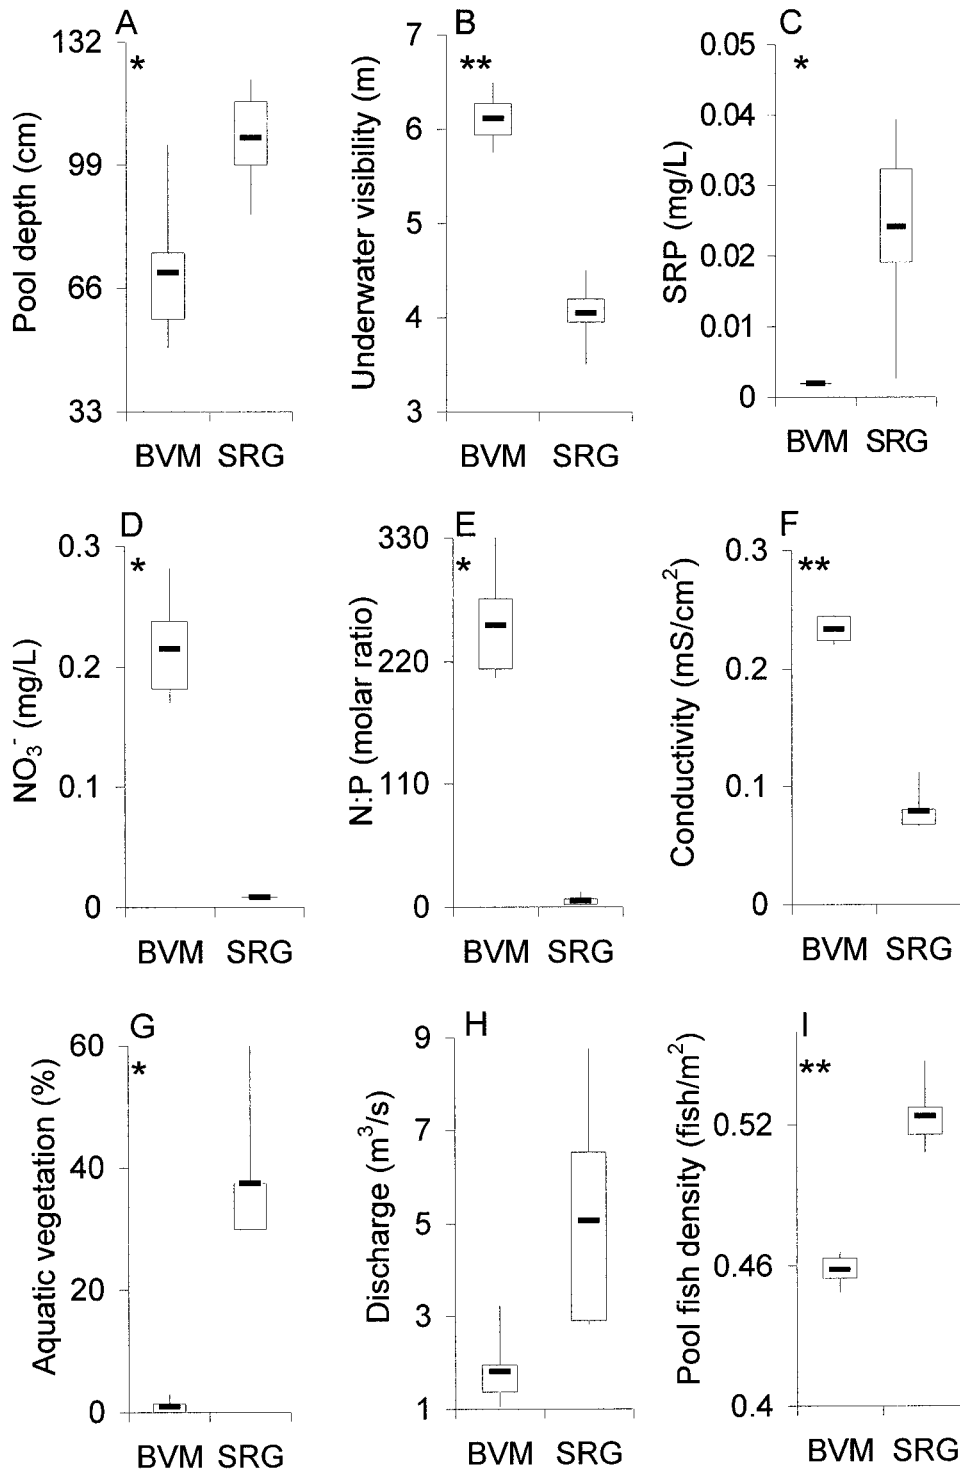 A
*
Pool depth (cm)
132
99
66
33
BVM SRG
B
**
Underwater visibility (m)
7
6
5
4
3
BVM SRG
C
*
SRP (mg/L)
0.05
0.04
0.03
0.02
0.01
0
BVM SRG
D
*
NO₃⁻ (mg/L)
0.3
0.2
0.1
0
BVM SRG
E
*
N:P (molar ratio)
330
220
110
0
BVM SRG
F
**
Conductivity (mS/cm²)
0.3
0.2
0.1
0
BVM SRG
G
*
Aquatic vegetation (%)
60
40
20
0
BVM SRG
H
Discharge (m³/s)
9
7
5
3
1
BVM SRG
I
**
Pool fish density (fish/m²)
0.52
0.46
0.4
BVM SRG